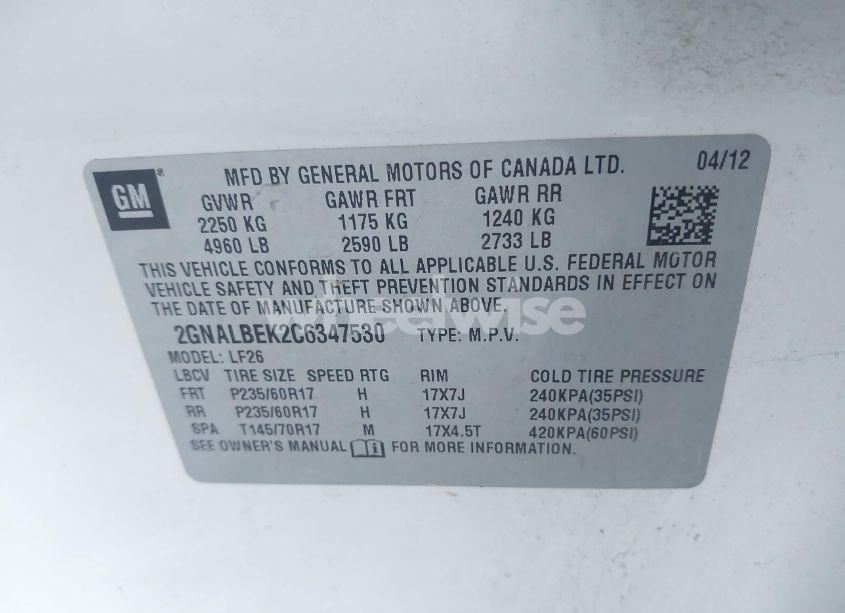 GM ® MFD BY GENERAL MOTORS OF CANADA LTD. 04/12
GVWR GAWR FRT GAWR RR
2250 KG 1175 KG 1240 KG
4960 LB 2590 LB 2733 LB
THIS VEHICLE CONFORMS TO ALL APPLICABLE U.S. FEDERAL MOTOR
VEHICLE SAFETY AND THEFT PREVENTION STANDARDS IN EFFECT ON
THE DATE OF MANUFACTURE SHOWN ABOVE.
wheelwise
2GNALBEK2C6347530 TYPE: M.P.V.
MODEL: LF26
LBCV TIRE SIZE SPEED RTG RIM COLD TIRE PRESSURE
FRT P235/60R17 H 17X7J 240KPA(35PSI)
RR P235/60R17 H 17X7J 240KPA(35PSI)
SPA T145/70R17 M 17X4.5T 420KPA(60PSI)
SEE OWNER'S MANUAL FOR MORE INFORMATION.